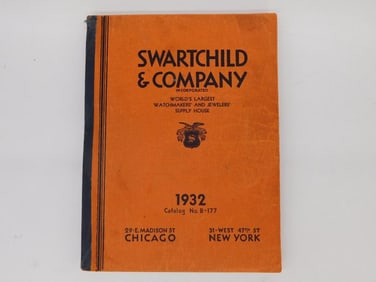 SWARTCHILD
& COMPANY
INCORPORATED
WORLD'S LARGEST
WATCHMAKERS' AND JEWELERS'
SUPPLY HOUSE
1932
Catalog No. B-177
29-E. MADISON ST
CHICAGO
31-WEST 47TH ST
NEW YORK